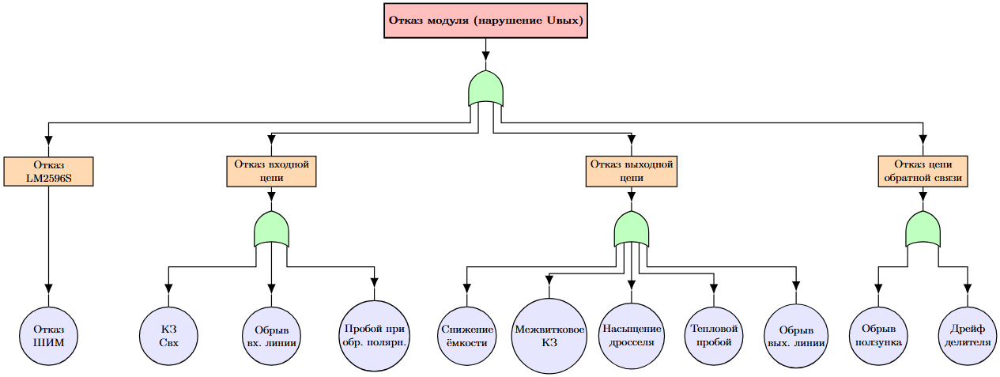 Отказ модуля (нарушение Uвых)
Отказ
LM2596S
Отказ входной
цепи
Отказ выходной
цепи
Отказ цепи
обратной связи
Отказ
ШИМ
КЗ
Cвх
Обрыв
вх. линии
Пробой при
обр. полярн.
Снижение
ёмкости
Межвитковое
КЗ
Насыщение
дросселя
Тепловой
пробой
Обрыв
вых. линии
Обрыв
ползунка
Дрейф
делителя